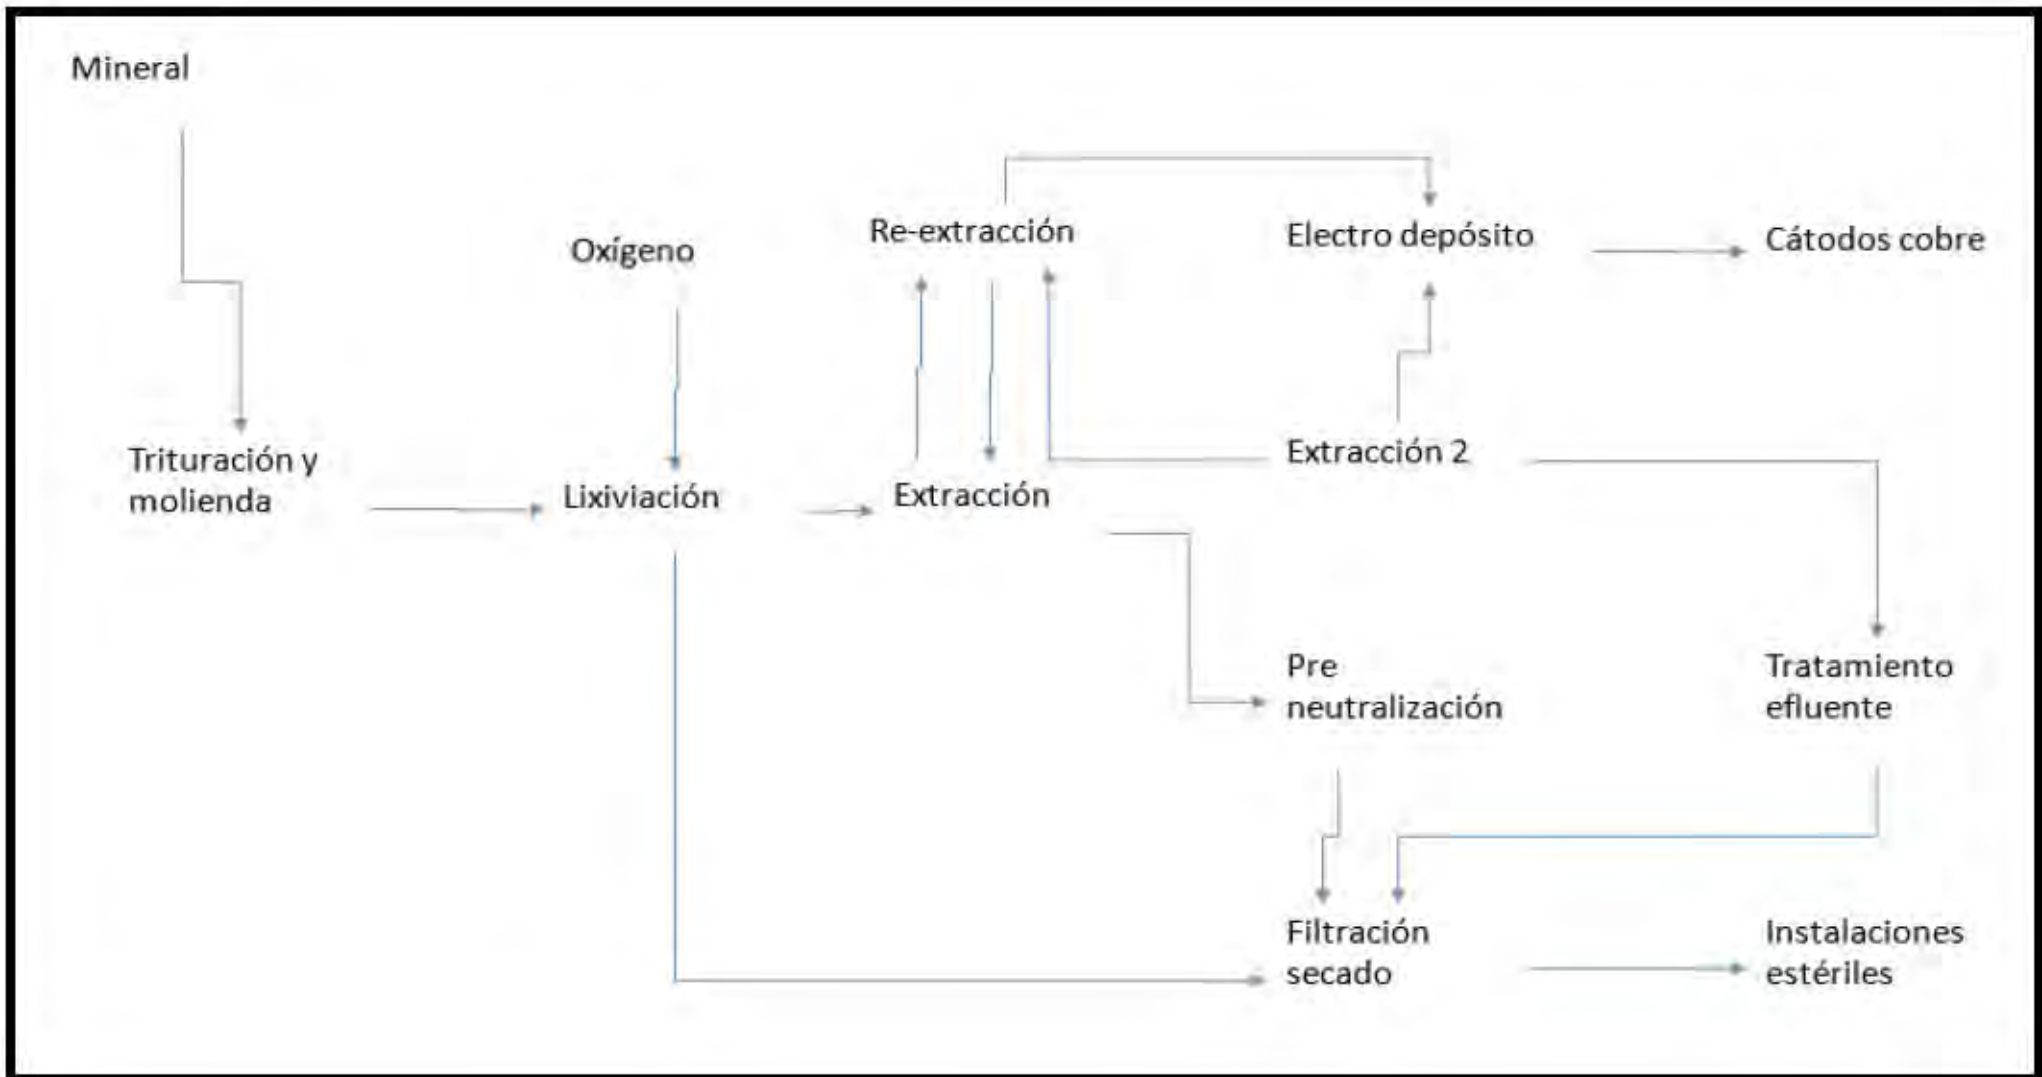 Mineral
Re-extracción
Electro depósito
Cátodos cobre
Oxígeno
Trituración y
molienda
Lixiviación
Extracción
Extracción 2
Pre
neutralización
Tratamiento
efluente
Filtración
secado
Instalaciones
estériles